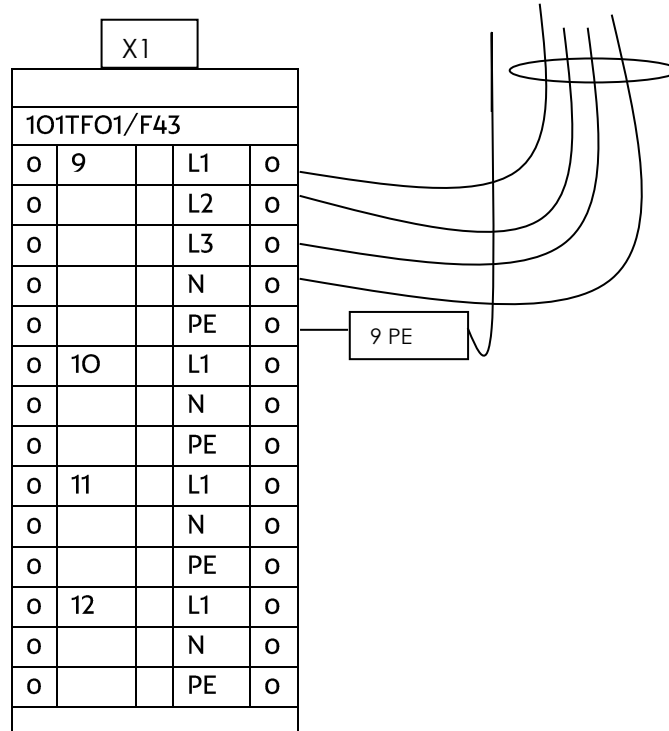 X1
101TF01/F43
o 9 L1 o
o L2 o
o L3 o
o N o
o PE o
9 PE
o 10 L1 o
o N o
o PE o
o 11 L1 o
o N o
o PE o
o 12 L1 o
o N o
o PE o